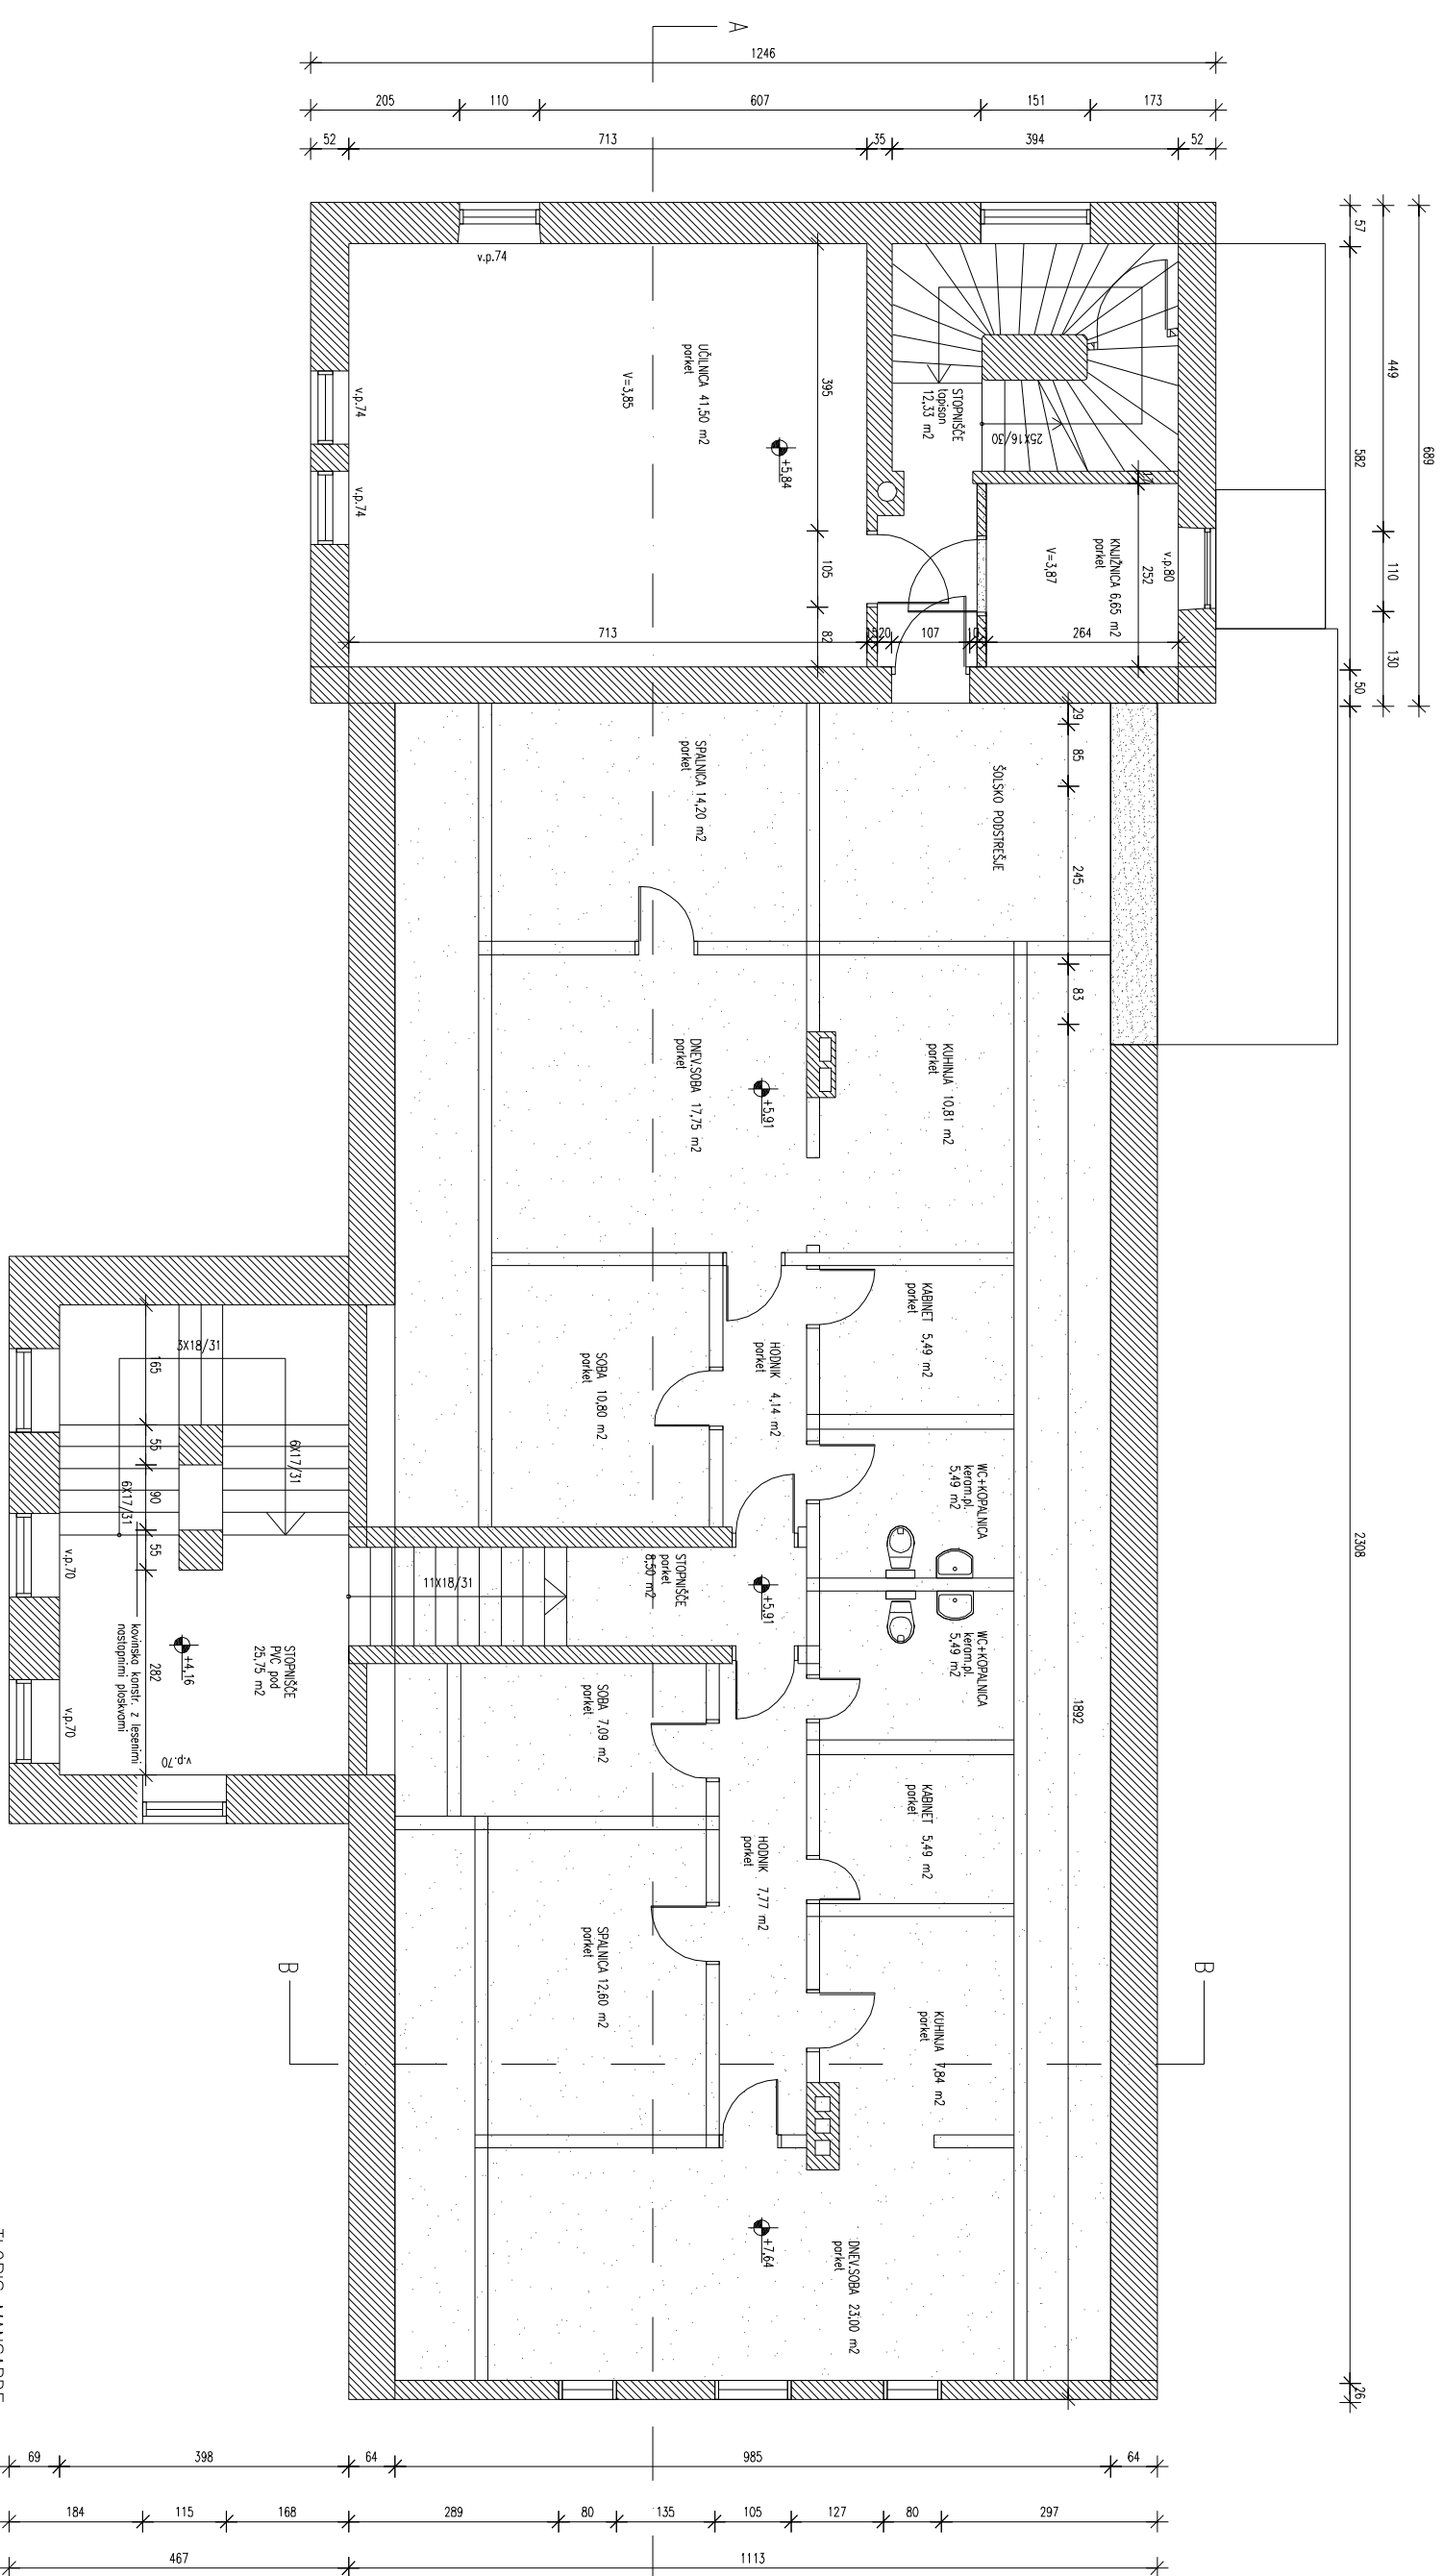 A
1246
205
110
607
151
173
52
713
35
394
52
57
449
689
582
110
130
50
v.p.74
UČILNICA 41,50 m2
parket
V=3,85
395
v.p.74
v.p.74
+5,84
STOPNIŠČE
tapison
12,33 m2
25X16/30
KNJIŽNICA 6,65 m2
parket
V=3,87
v.p.80
252
105
82
713
107
264
29
85
245
83
SPALNICA 14,20 m2
parket
ŠOLSKO PODSTREŠJE
DNEV.SOBA 17,75 m2
parket
+5,91
KUHINJA 10,81 m2
parket
KABINET 5,49 m2
parket
HODNIK 4,14 m2
parket
SOBA 10,80 m2
parket
WC+KOPALNICA
keram.pl.
5,49 m2
2308
STOPNIŠČE
parket
8,50 m2
+5,91
11X18/31
WC+KOPALNICA
keram.pl.
5,49 m2
1892
3X18/31
165
6X17/31
6X17/31
55
90
55
282
v.p.70
v.p.70
v.p.70
+4,16
STOPNIŠČE
PVC pod
25,75 m2
kovinska konstr. z lesenimi
nastopnimi ploskvami
SOBA 7,09 m2
parket
KABINET 5,49 m2
parket
HODNIK 7,77 m2
parket
SPALNICA 12,60 m2
parket
B
B
KUHINJA 7,84 m2
parket
+7,64
DNEV.SOBA 23,00 m2
parket
26
69
398
64
985
64
184
115
168
289
80
135
105
127
80
297
467
1113